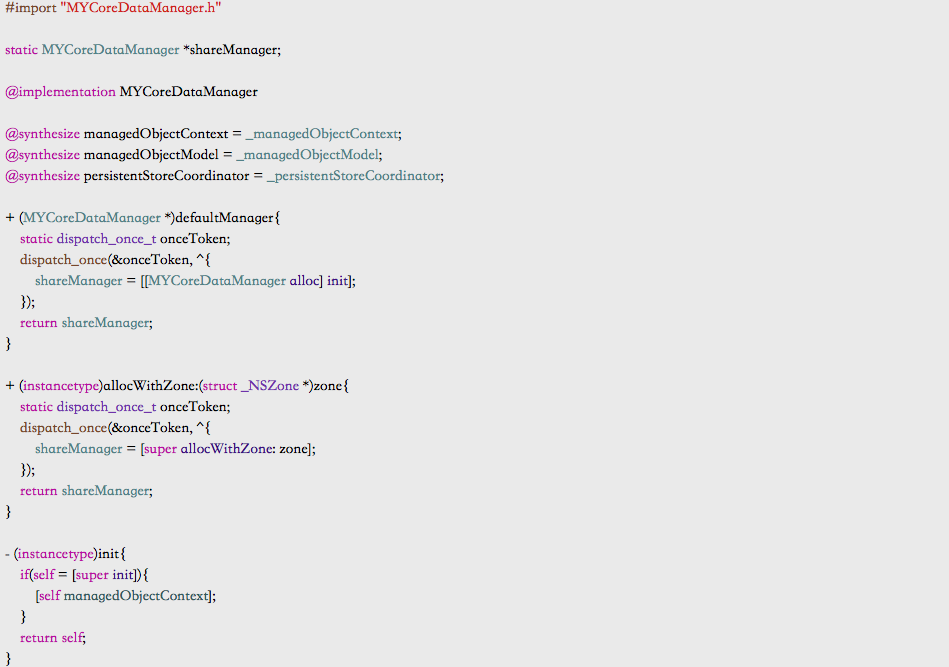 #import "MYCoreDataManager.h"
static MYCoreDataManager *shareManager;
@implementation MYCoreDataManager
@synthesize managedObjectContext = _managedObjectContext;
@synthesize managedObjectModel = _managedObjectModel;
@synthesize persistentStoreCoordinator = _persistentStoreCoordinator;
+ (MYCoreDataManager *)defaultManager{
    static dispatch_once_t onceToken;
    dispatch_once(&onceToken, ^{
        shareManager = [[MYCoreDataManager alloc] init];
    });
    return shareManager;
}
+ (instancetype)allocWithZone:(struct _NSZone *)zone{
    static dispatch_once_t onceToken;
    dispatch_once(&onceToken, ^{
        shareManager = [super allocWithZone: zone];
    });
    return shareManager;
}
- (instancetype)init{
    if(self = [super init]){
        [self managedObjectContext];
    }
    return self;
}